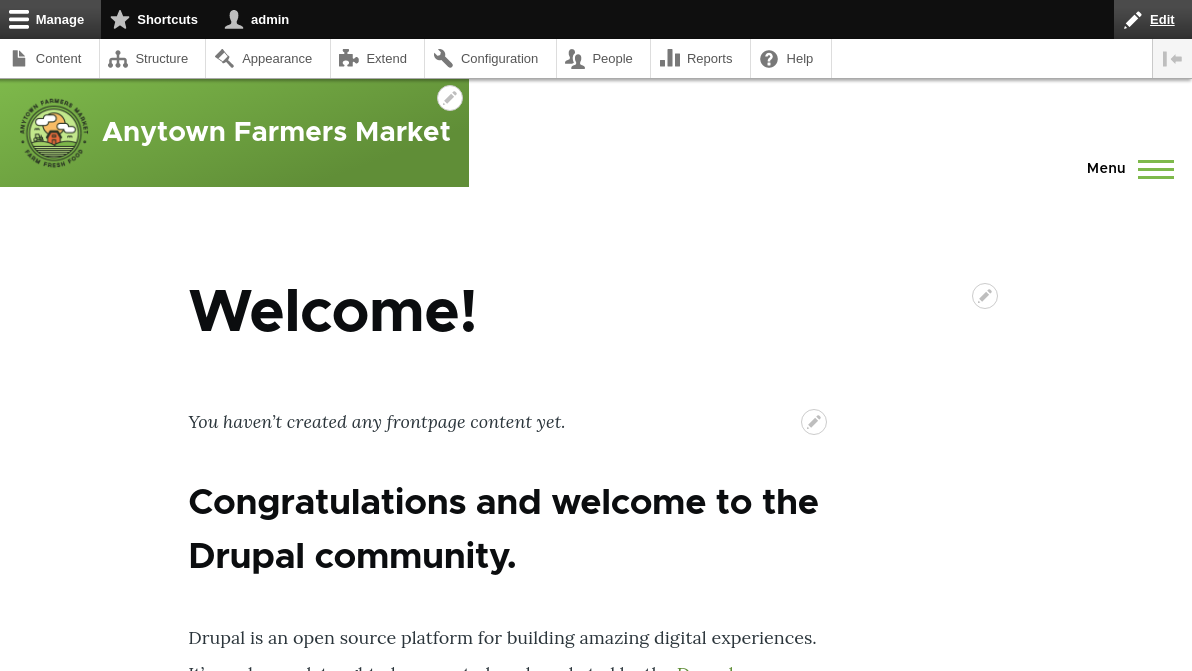 Manage Shortcuts admin Edit
Content Structure Appearance Extend Configuration People Reports Help
ANYTOWN FARMERS MARKET
FARM FRESH FOOD
Anytown Farmers Market
Menu
Welcome!
You haven’t created any frontpage content yet.
Congratulations and welcome to the
Drupal community.
Drupal is an open source platform for building amazing digital experiences.